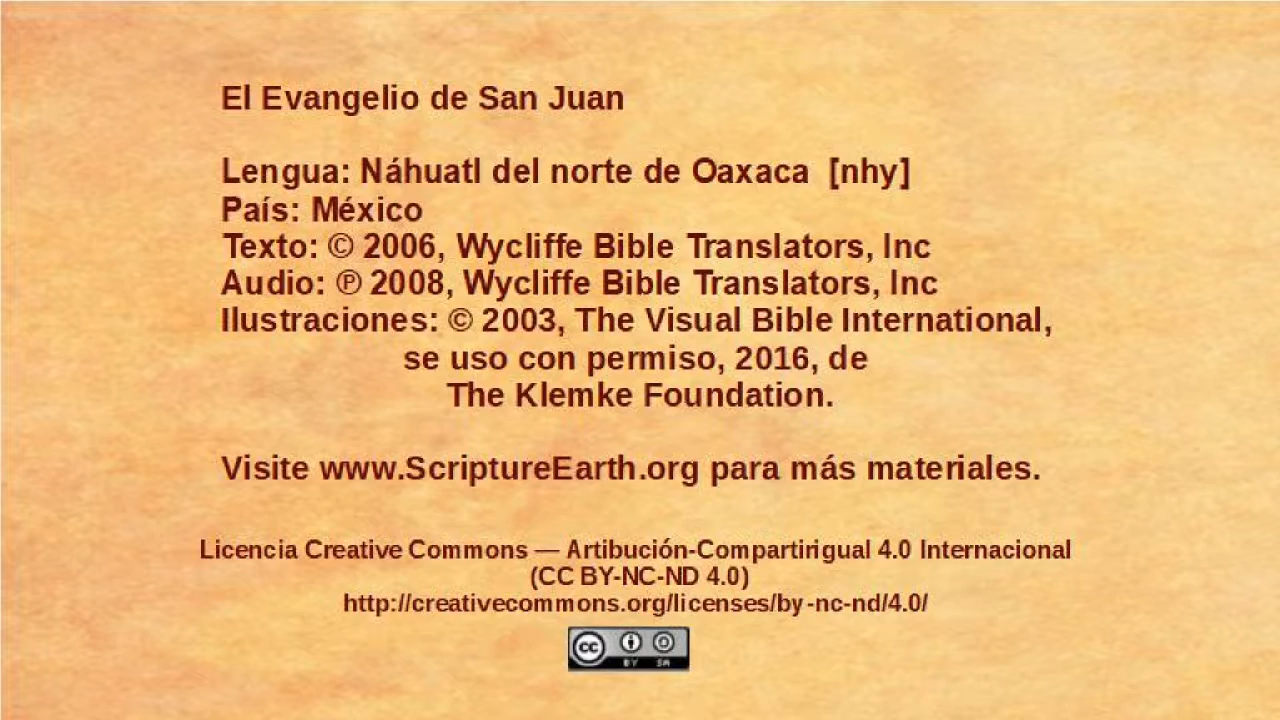 El Evangelio de San Juan
Lengua: Náhuatl del norte de Oaxaca [nhy]
País: México
Texto: © 2006, Wycliffe Bible Translators, Inc
Audio: ℗ 2008, Wycliffe Bible Translators, Inc
Ilustraciones: © 2003, The Visual Bible International,
se uso con permiso, 2016, de
The Klemke Foundation.
Visite www.ScriptureEarth.org para más materiales.
Licencia Creative Commons — Artibución-Compartirigual 4.0 Internacional
(CC BY-NC-ND 4.0)
http://creativecommons.org/licenses/by-nc-nd/4.0/
cc BY SA